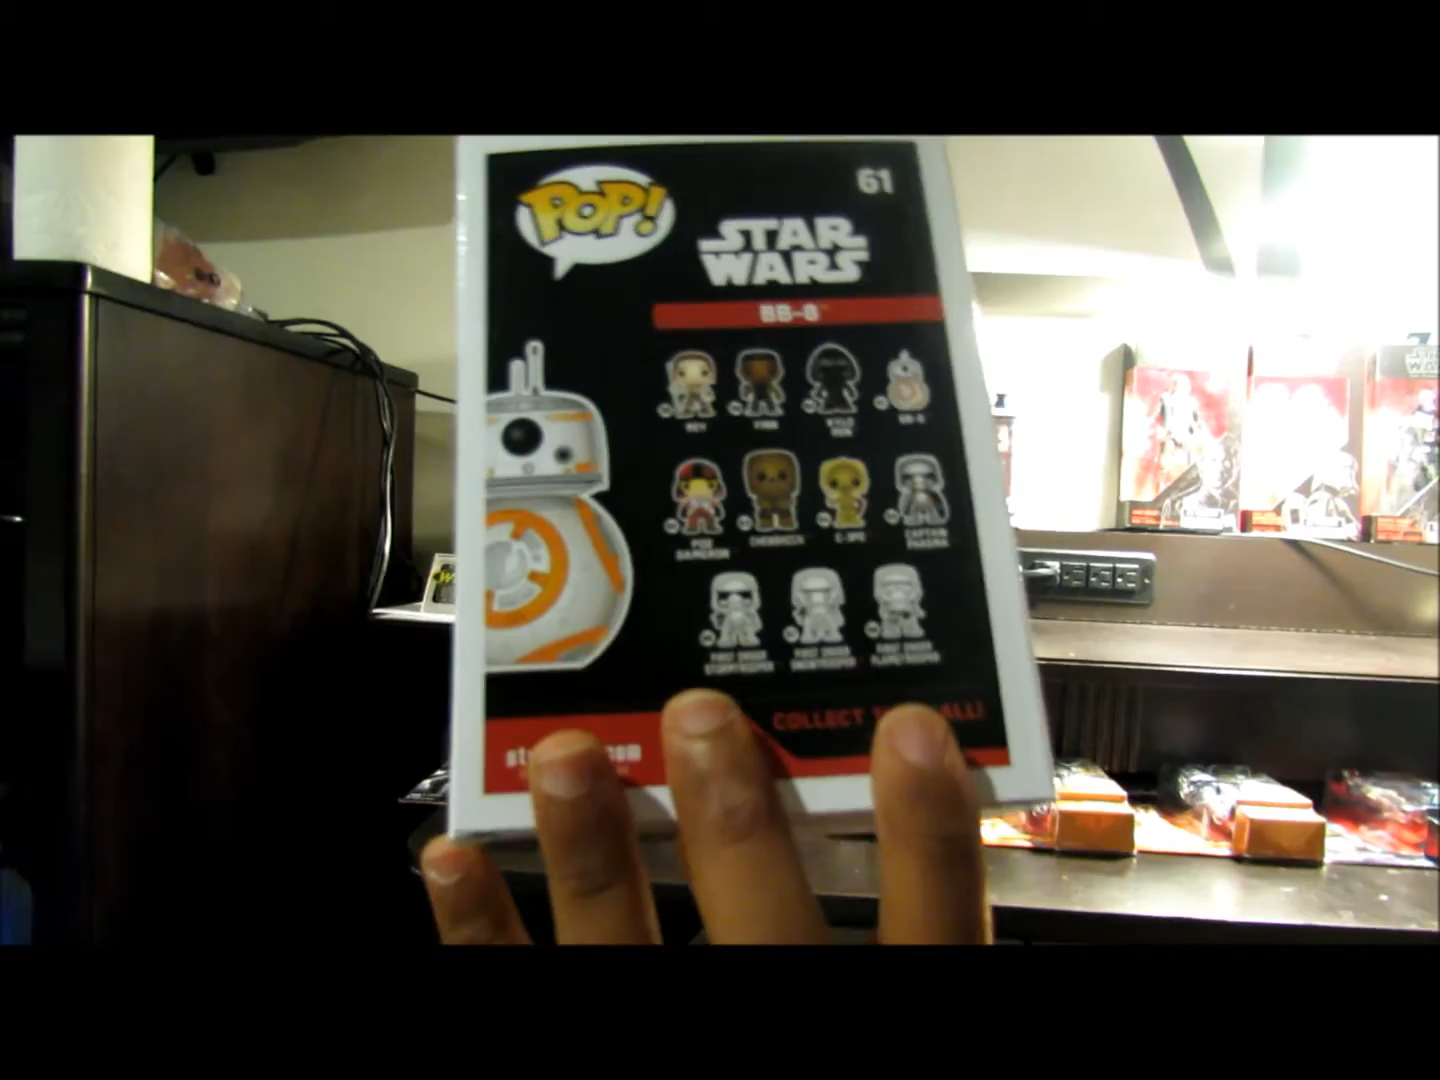 POP!
61
STAR
WARS
BB-8
REY
FINN
KYLO
REN
BB-8
POE
DAMERON
CHEWBACCA
C-3PO
CAPTAIN
PHASMA
FIRST ORDER
STORMTROOPER
FIRST ORDER
SNOWTROOPER
FIRST ORDER
FLAMETROOPER
COLLECT ALL!